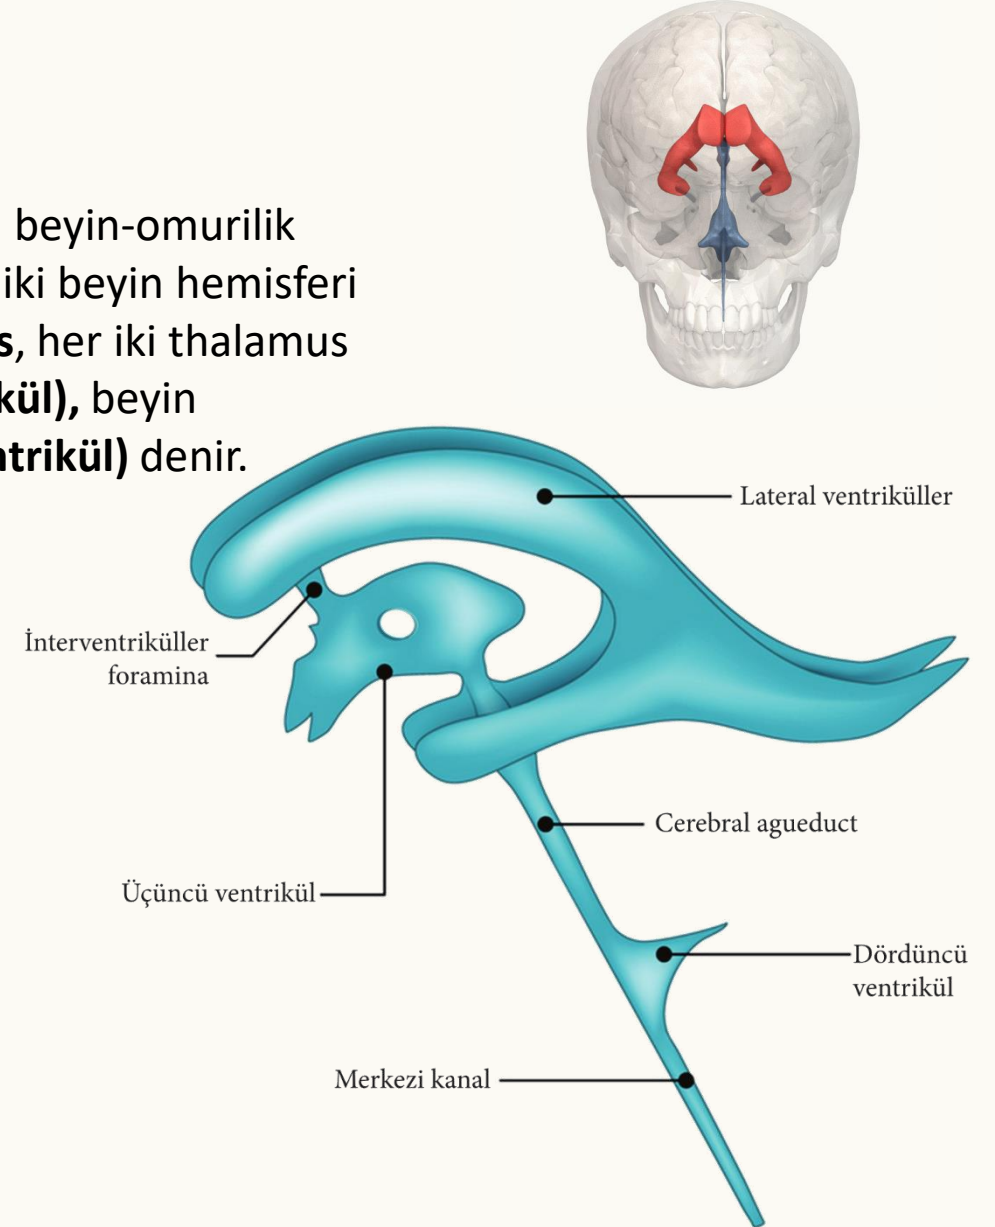 beyin-omurilik
iki beyin hemisferi
s, her iki thalamus
kül), beyin
ntrikül) denir.
Lateral ventriküller
İnterventriküller
foramina
Cerebral agueduct
Üçüncü ventrikül
Dördüncü
ventrikül
Merkezi kanal